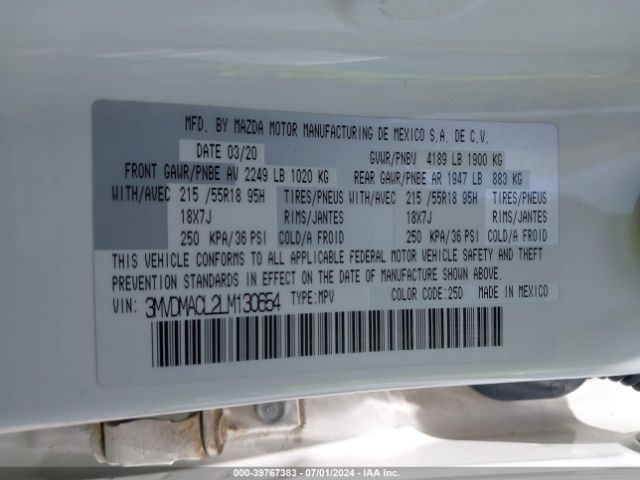 MFD. BY MAZDA MOTOR MANUFACTURING DE MEXICO S.A. DE C.V.
DATE 03/20 GVWR/PNBV 4189 LB 1900 KG
FRONT GAWR/PNBE AV 2249 LB 1020 KG REAR GAWR/PNBE AR 1947 LB 883 KG
WITH/AVEC 215 /55R18 95H TIRES/PNEUS WITH/AVEC 215 /55R18 95H TIRES/PNEUS
18X7J RIMS/JANTES 18X7J RIMS/JANTES
250 KPA/36 PSI COLD/A FROID 250 KPA/36 PSI COLD/A FROID
THIS VEHICLE CONFORMS TO ALL APPLICABLE FEDERAL MOTOR VEHICLE SAFETY AND THEFT
PREVENTION STANDARDS IN EFFECT ON THE DATE OF MANUFACTURE SHOWN ABOVE.
VIN: 3MVDMACL2LM130654 TYPE:MPV COLOR CODE:25D MADE IN MEXICO
000-39767383 / 07/01/2024 - IAA Inc.